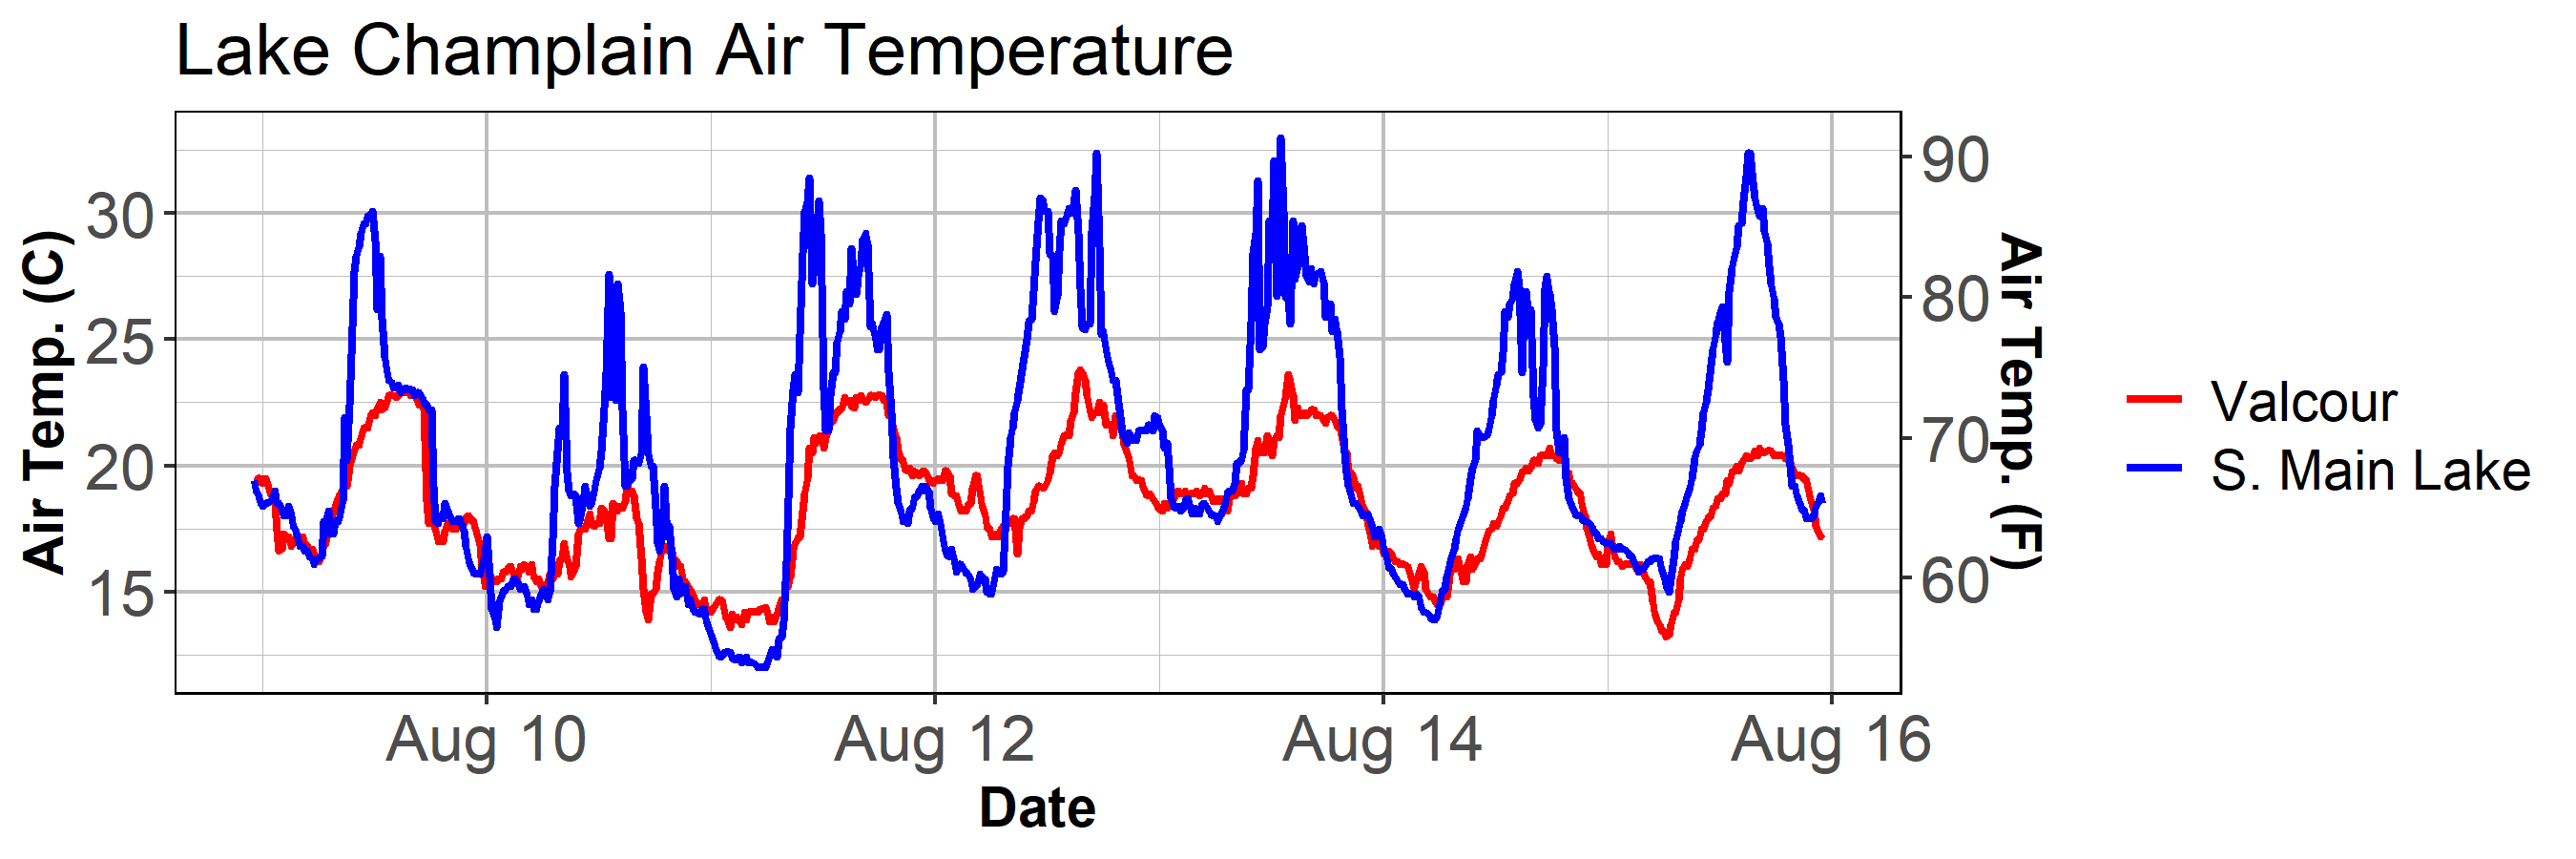 Lake Champlain Air Temperature
Air Temp. (C)
30
25
20
15
90
80
70
60
Air Temp. (F)
Aug 10
Aug 12
Aug 14
Aug 16
Date
Valcour
S. Main Lake